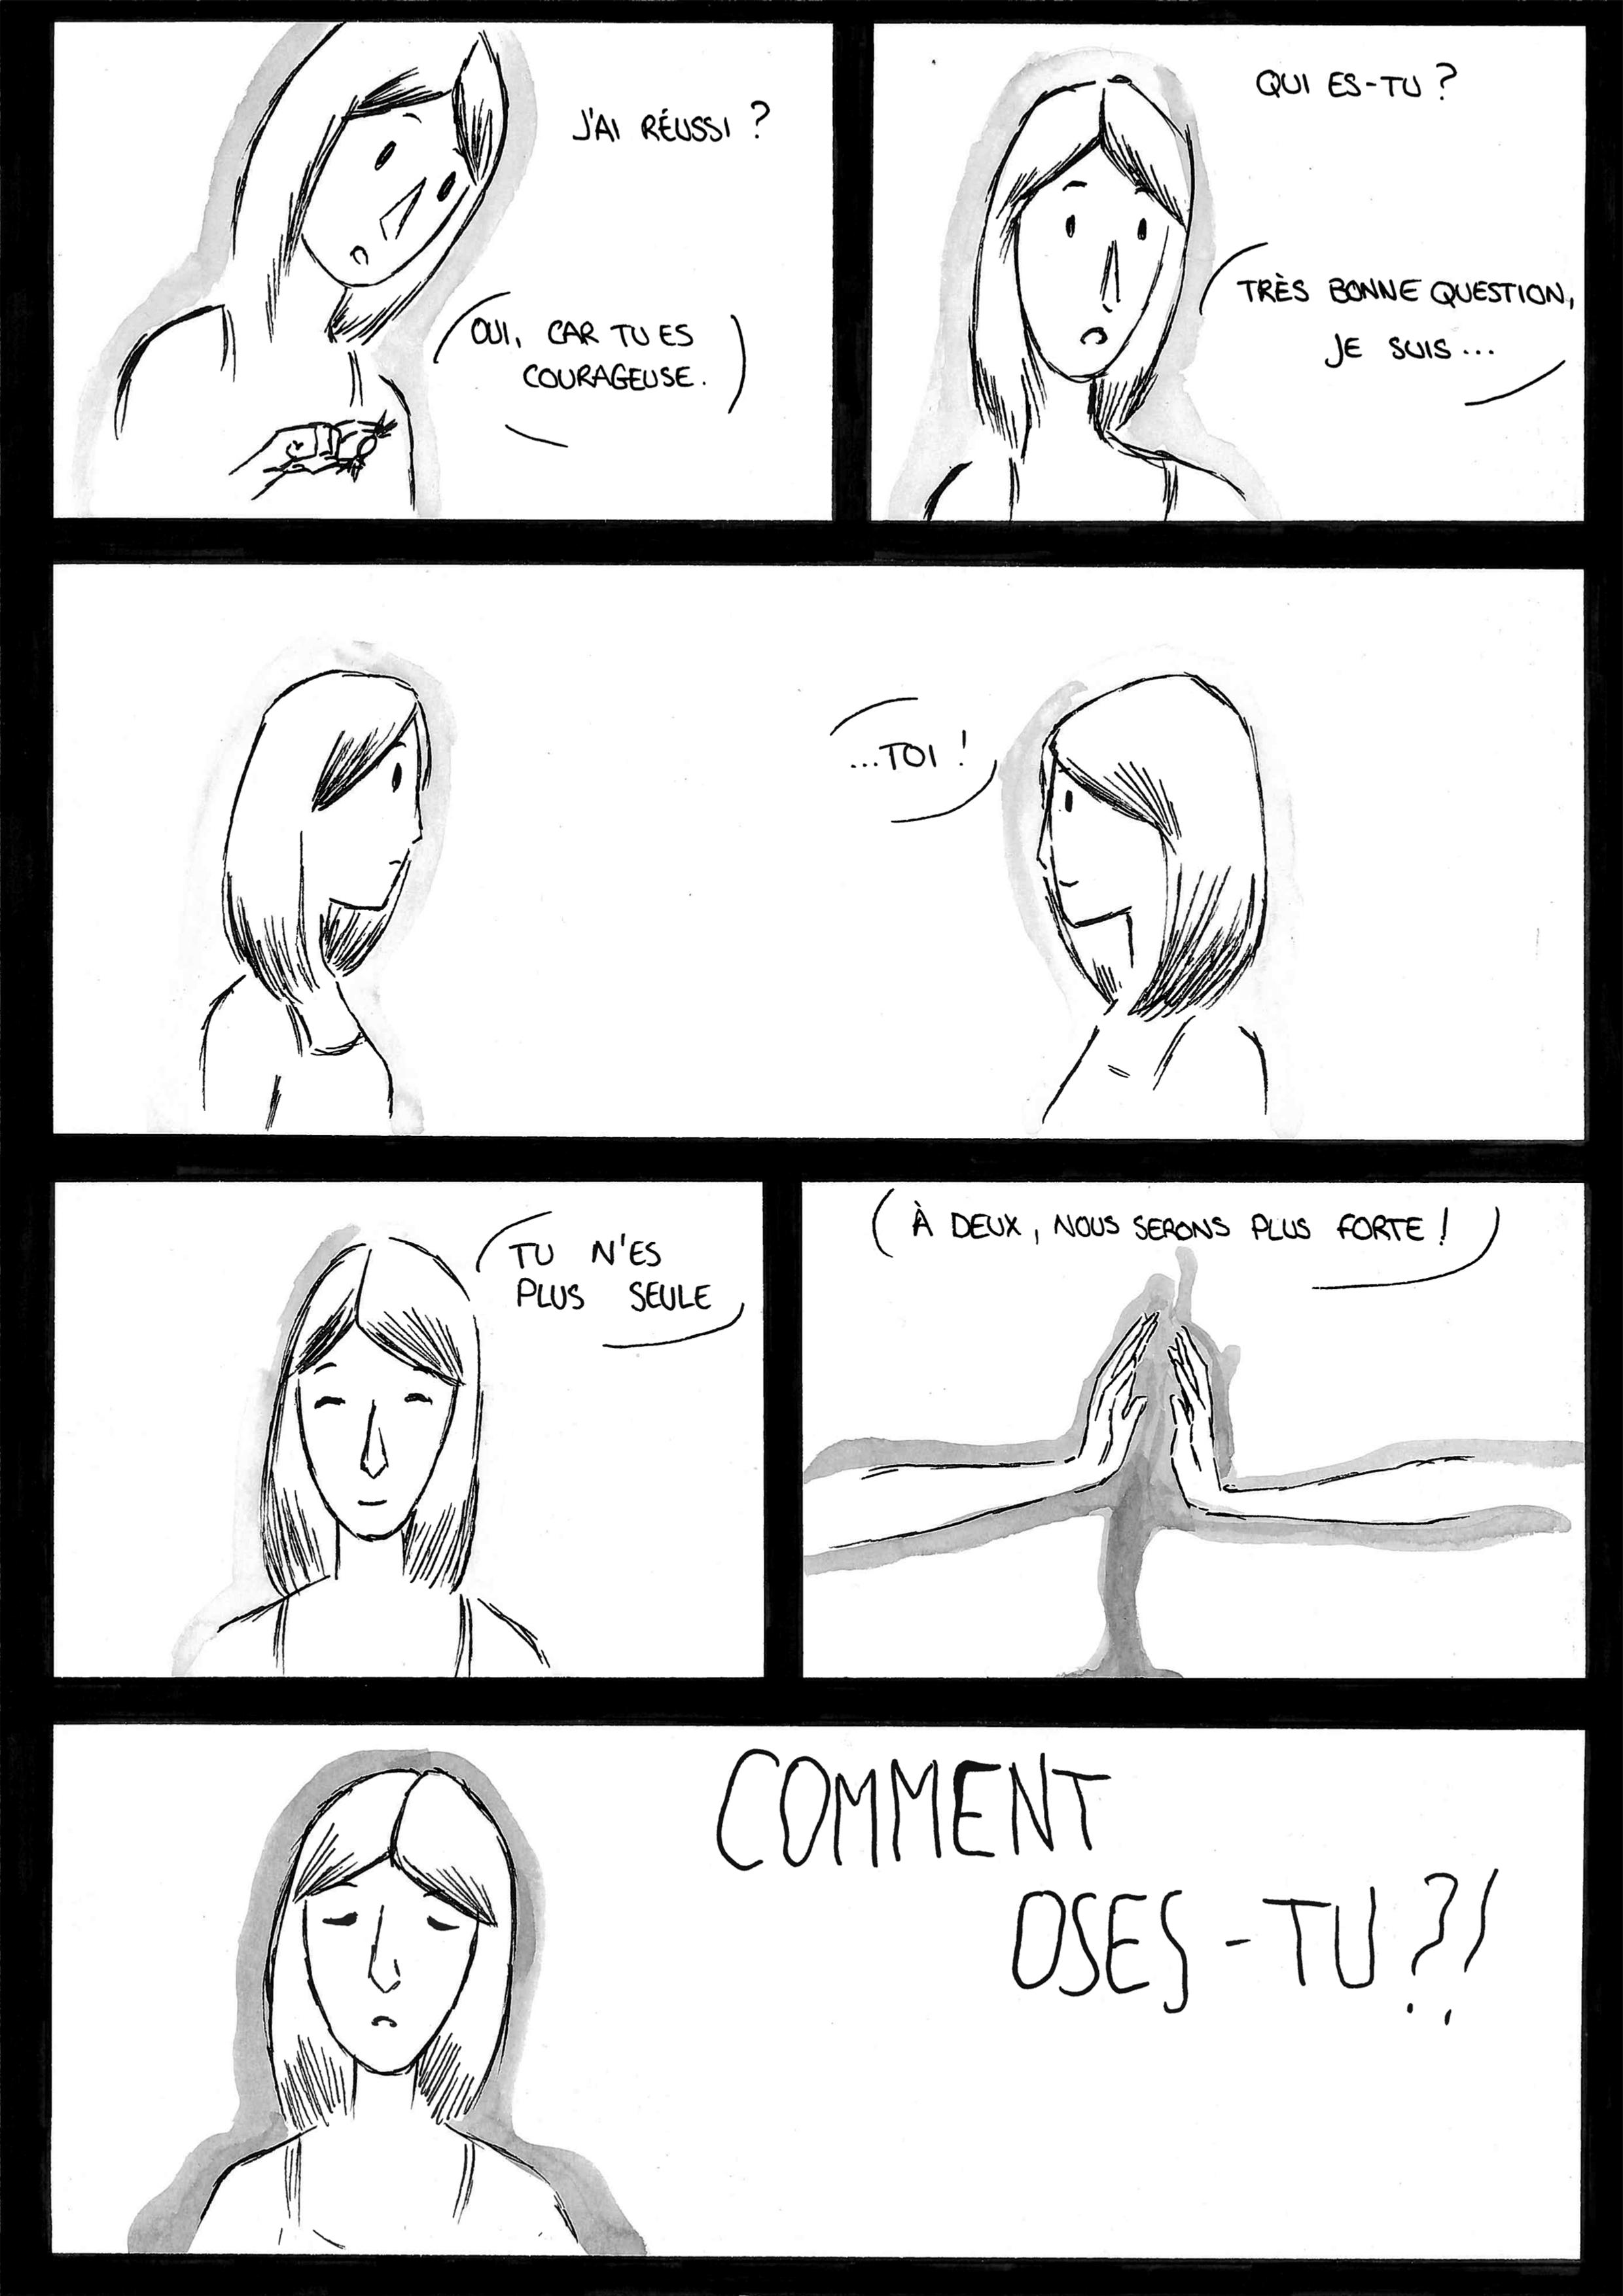 J'AI RÉUSSI ?
OUI, CAR TU ES
COURAGEUSE.
QUI ES-TU ?
TRÈS BONNE QUESTION,
JE SUIS...
...TOI !
TU N'ES
PLUS SEULE
À DEUX, NOUS SERONS PLUS FORTE !
COMMENT
OSES-TU ?!